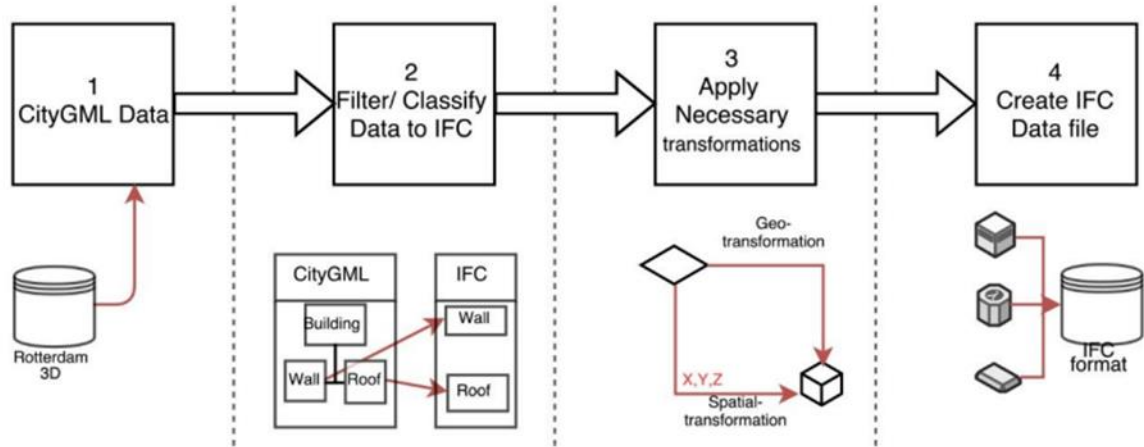 1
CityGML Data
2
Filter/ Classify
Data to IFC
3
Apply
Necessary
transformations
4
Create IFC
Data file
Rotterdam
3D
CityGML
Building
Wall
Roof
IFC
Wall
Roof
Geo-
transformation
X,Y,Z
Spatial-
transformation
IFC
format